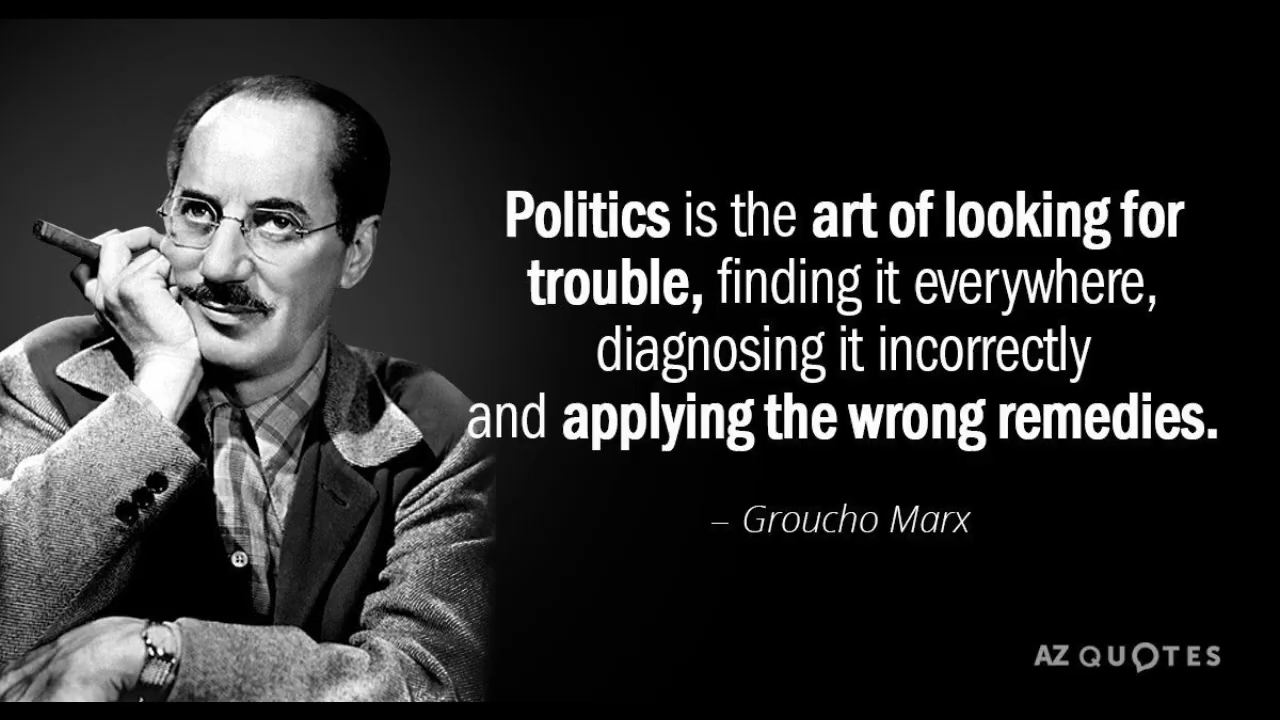 Politics is the art of looking for
trouble, finding it everywhere,
diagnosing it incorrectly
and applying the wrong remedies.
– Groucho Marx
AZ QUOTES